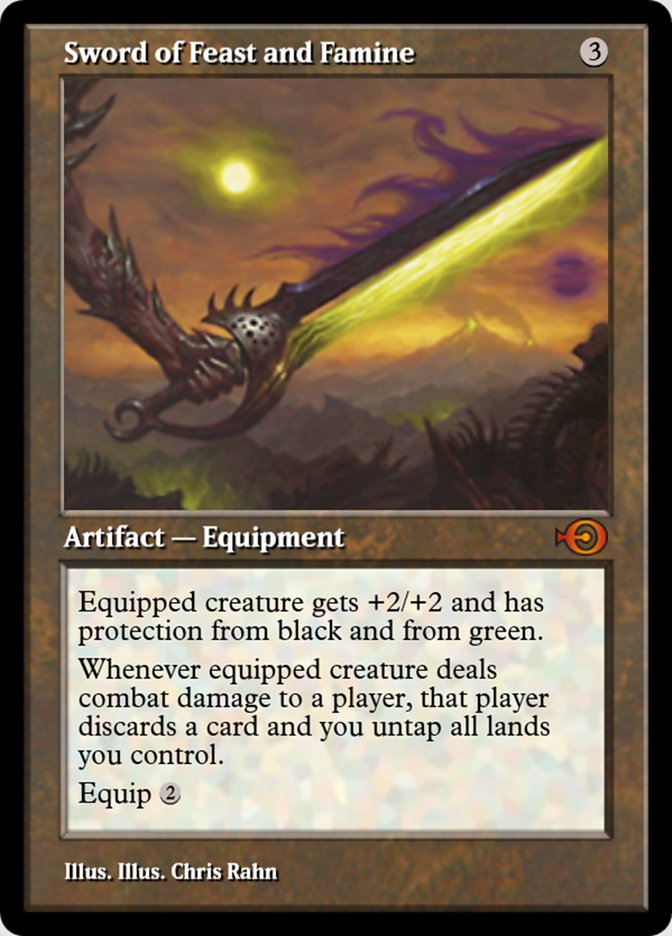 Sword of Feast and Famine 3
Artifact — Equipment
Equipped creature gets +2/+2 and has
protection from black and from green.
Whenever equipped creature deals
combat damage to a player, that player
discards a card and you untap all lands
you control.
Equip 2
Illus. Illus. Chris Rahn